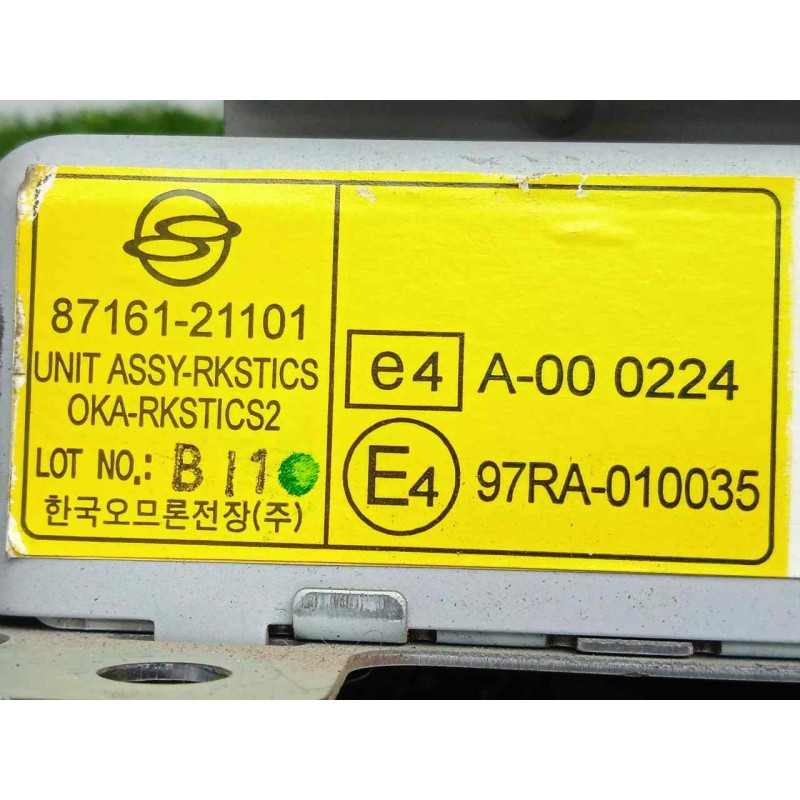 87161-21101
UNIT ASSY-RKSTICS
OKA-RKSTICS2
LOT NO.: B11
한국오므론전장(주)
e4 A-00 0224
E4 97RA-010035